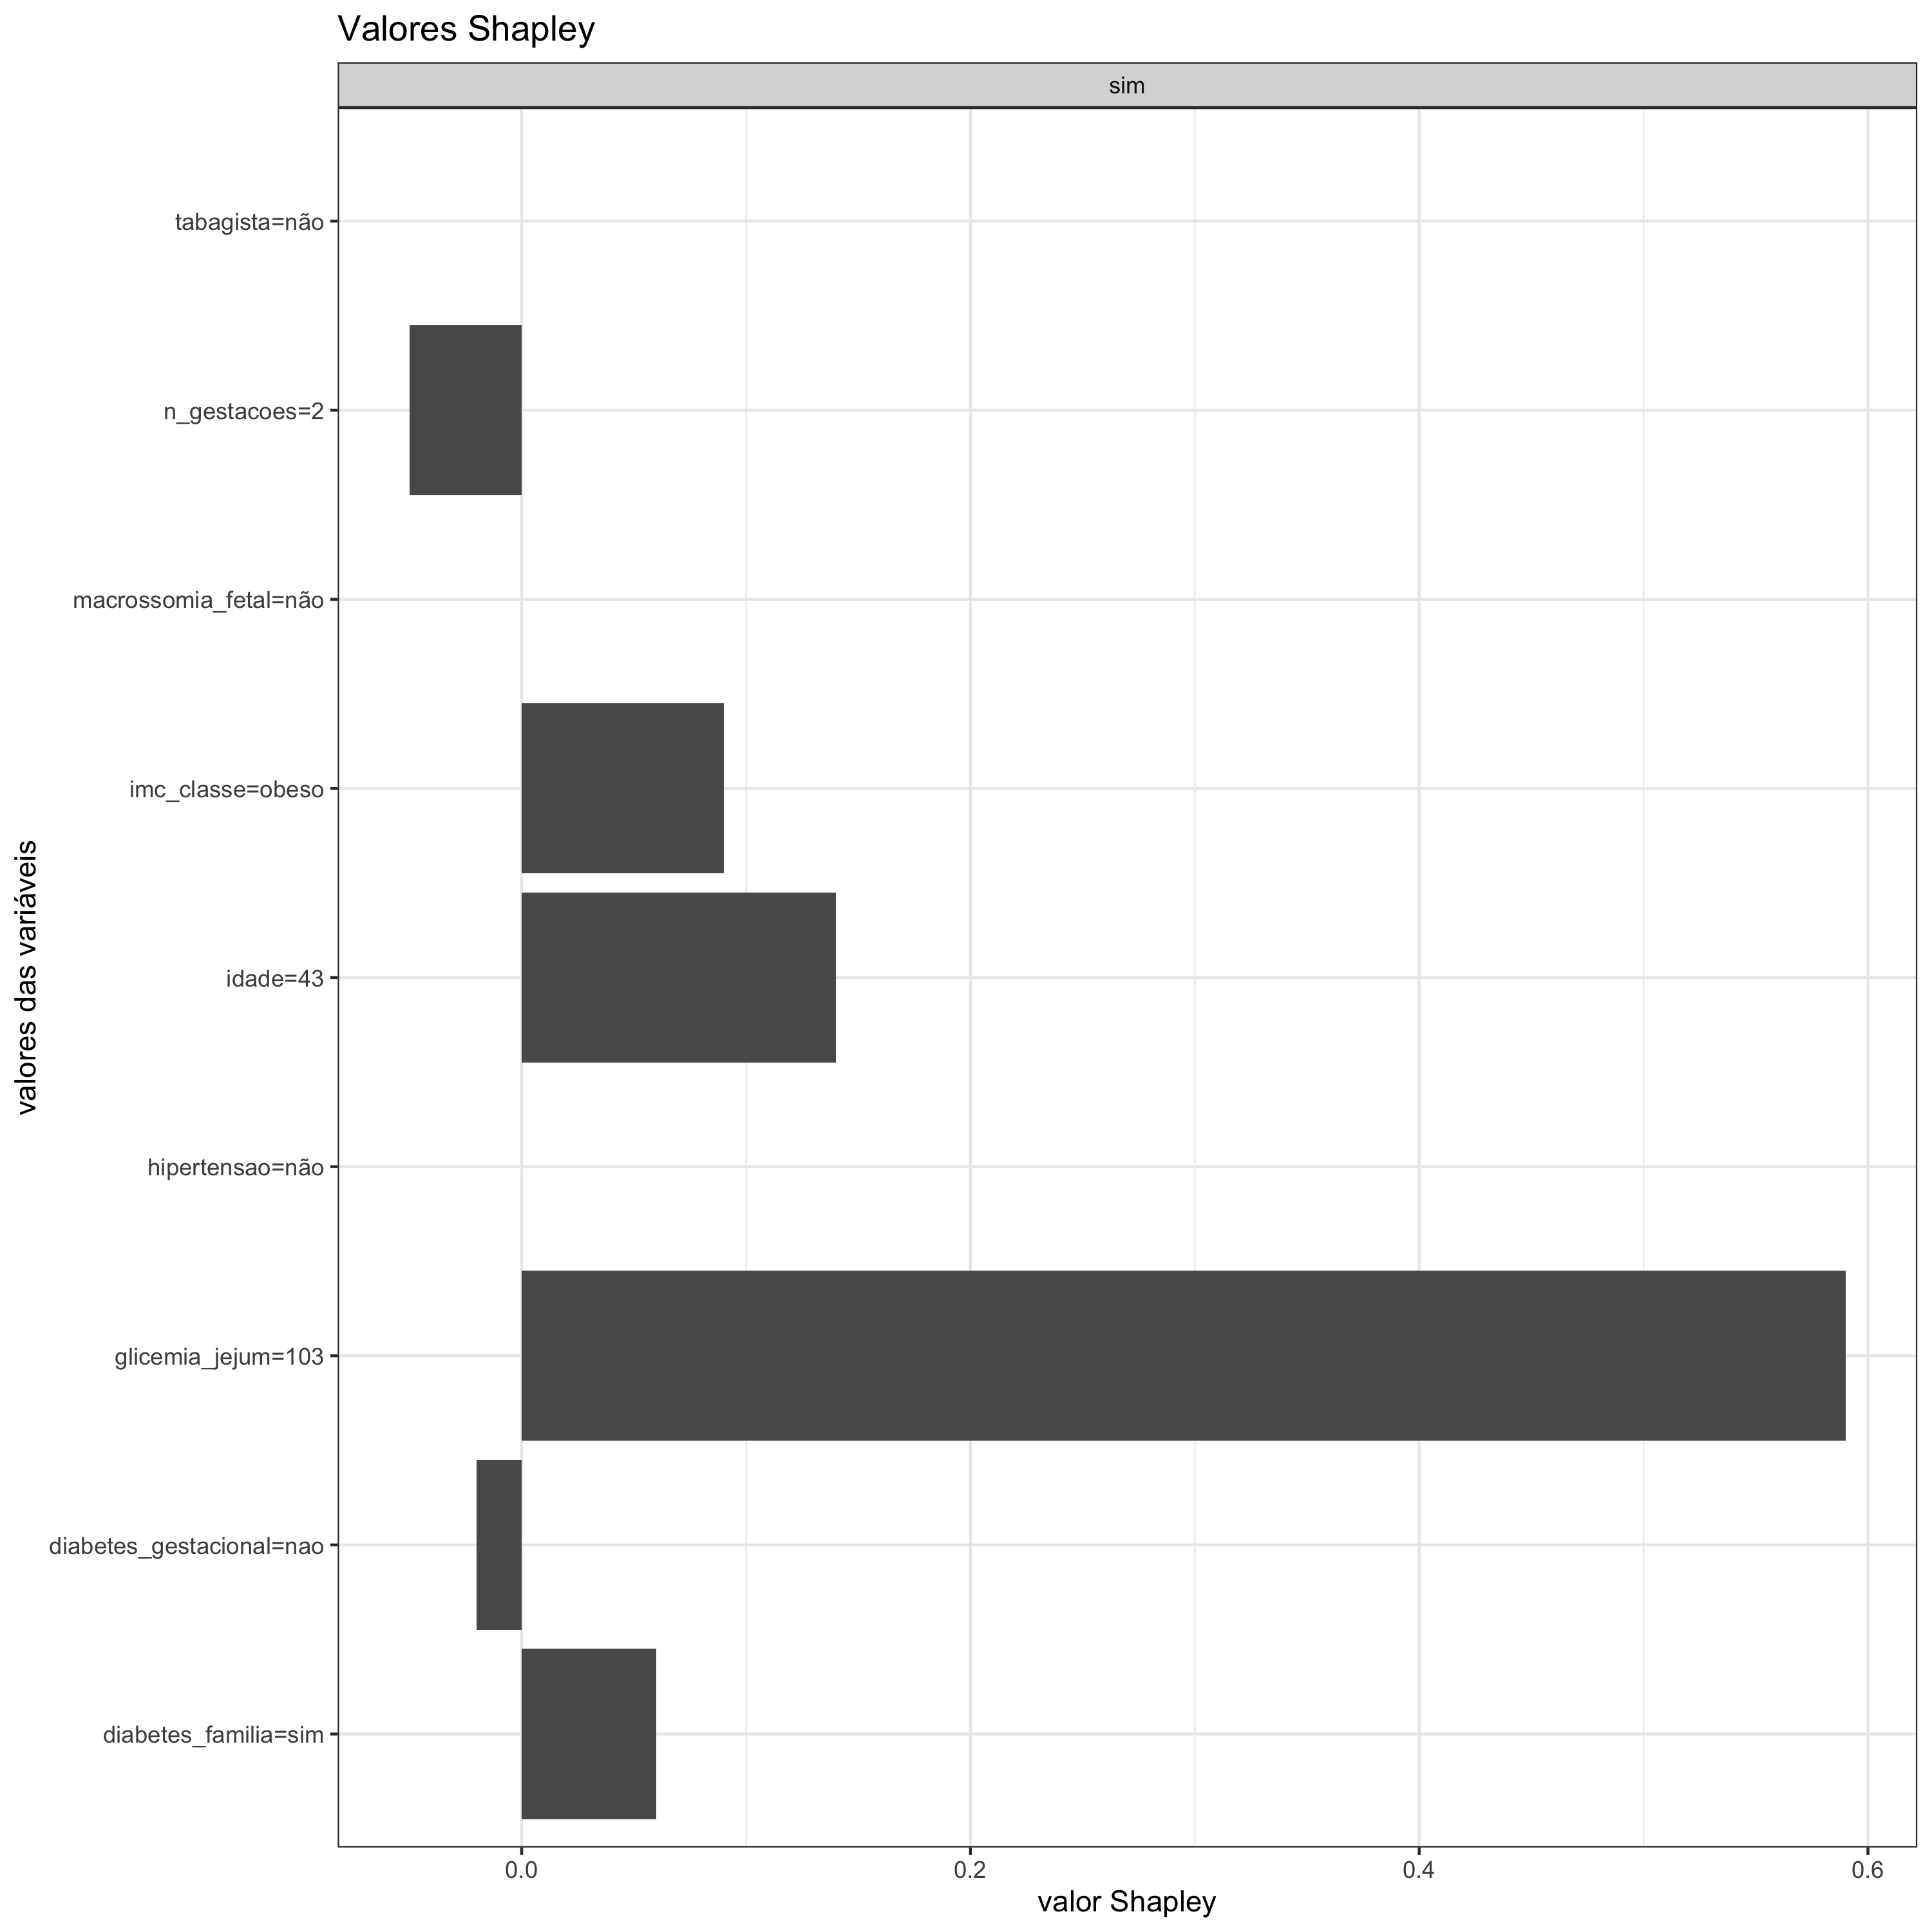 Valores Shapley
sim
valores das variáveis
tabagista=não
n_gestacoes=2
macrossomia_fetal=não
imc_classe=obeso
idade=43
hipertensao=não
glicemia_jejum=103
diabetes_gestacional=nao
diabetes_familia=sim
0.0 0.2 0.4 0.6
valor Shapley